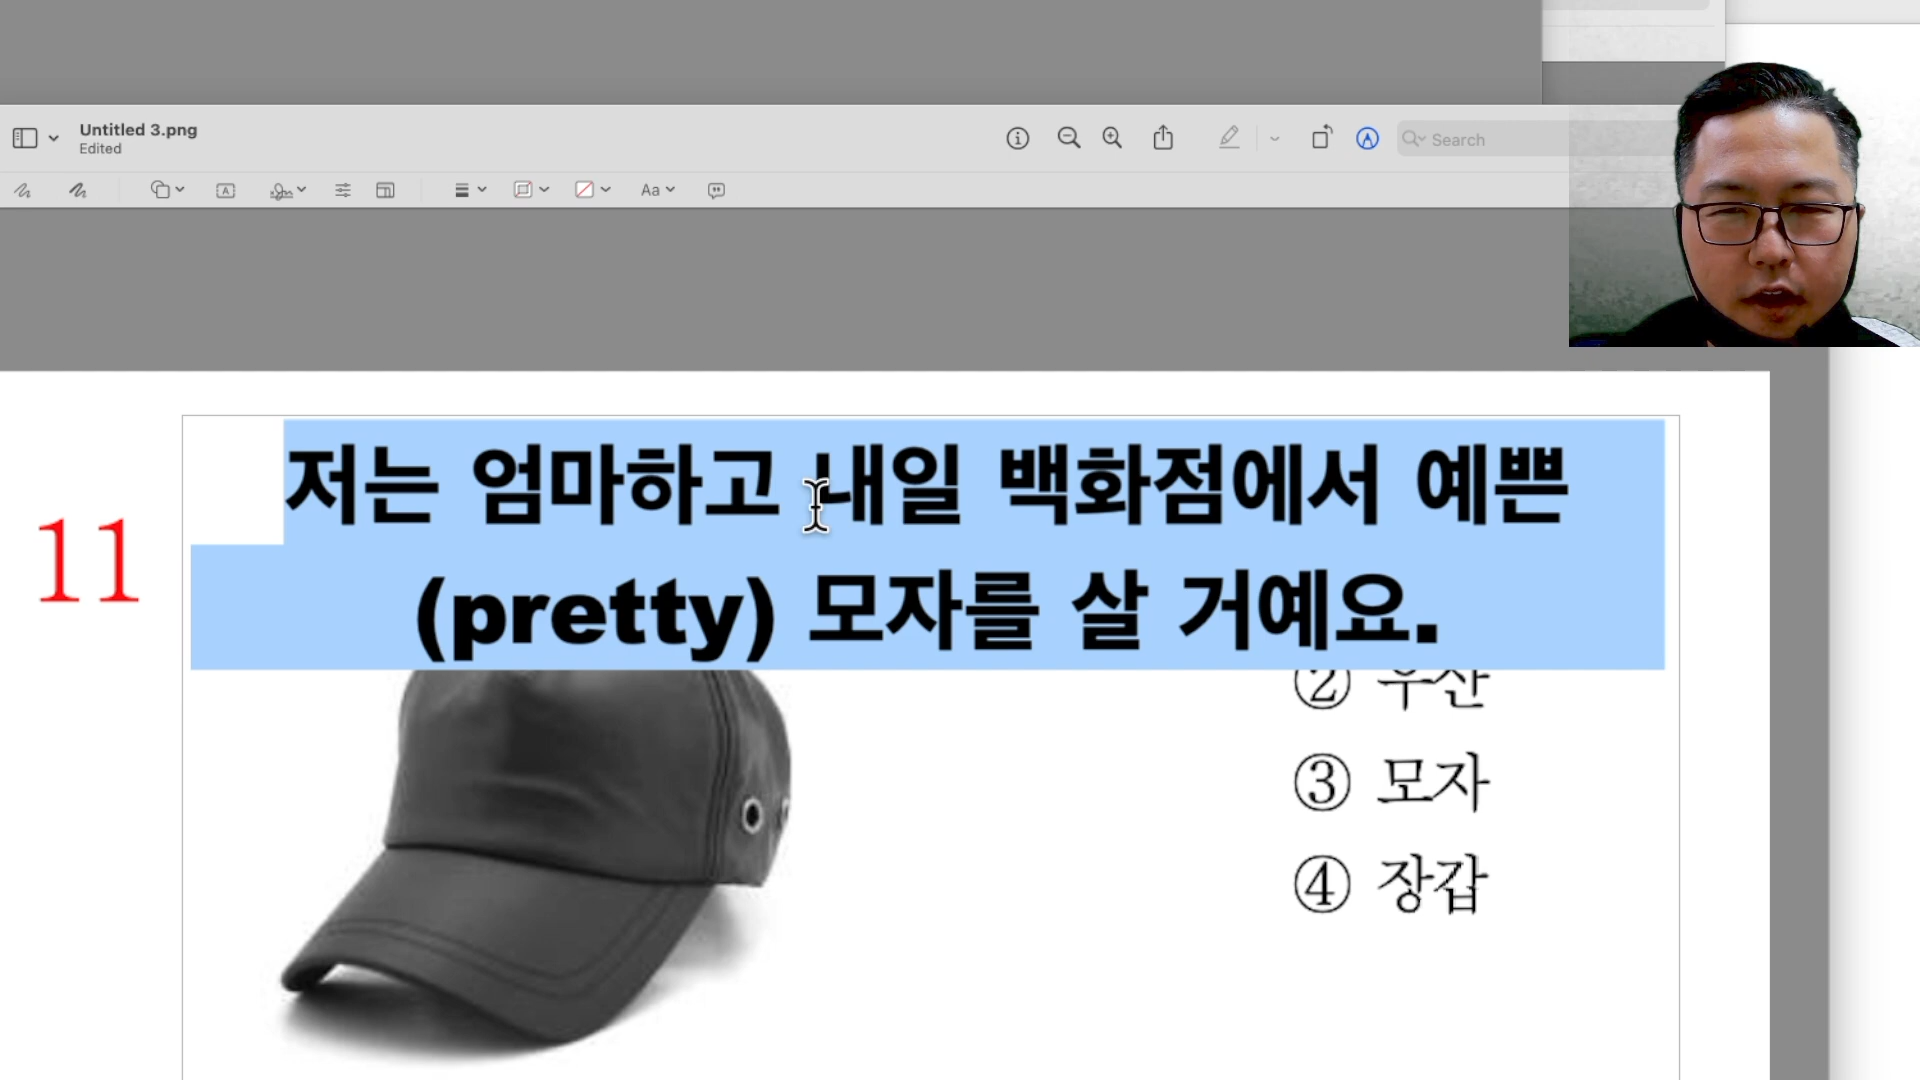 Untitled 3.png
Edited
Search
Aa
11
저는 엄마하고 내일 백화점에서 예쁜
(pretty) 모자를 살 거예요.
② 우산
③ 모자
④ 장갑